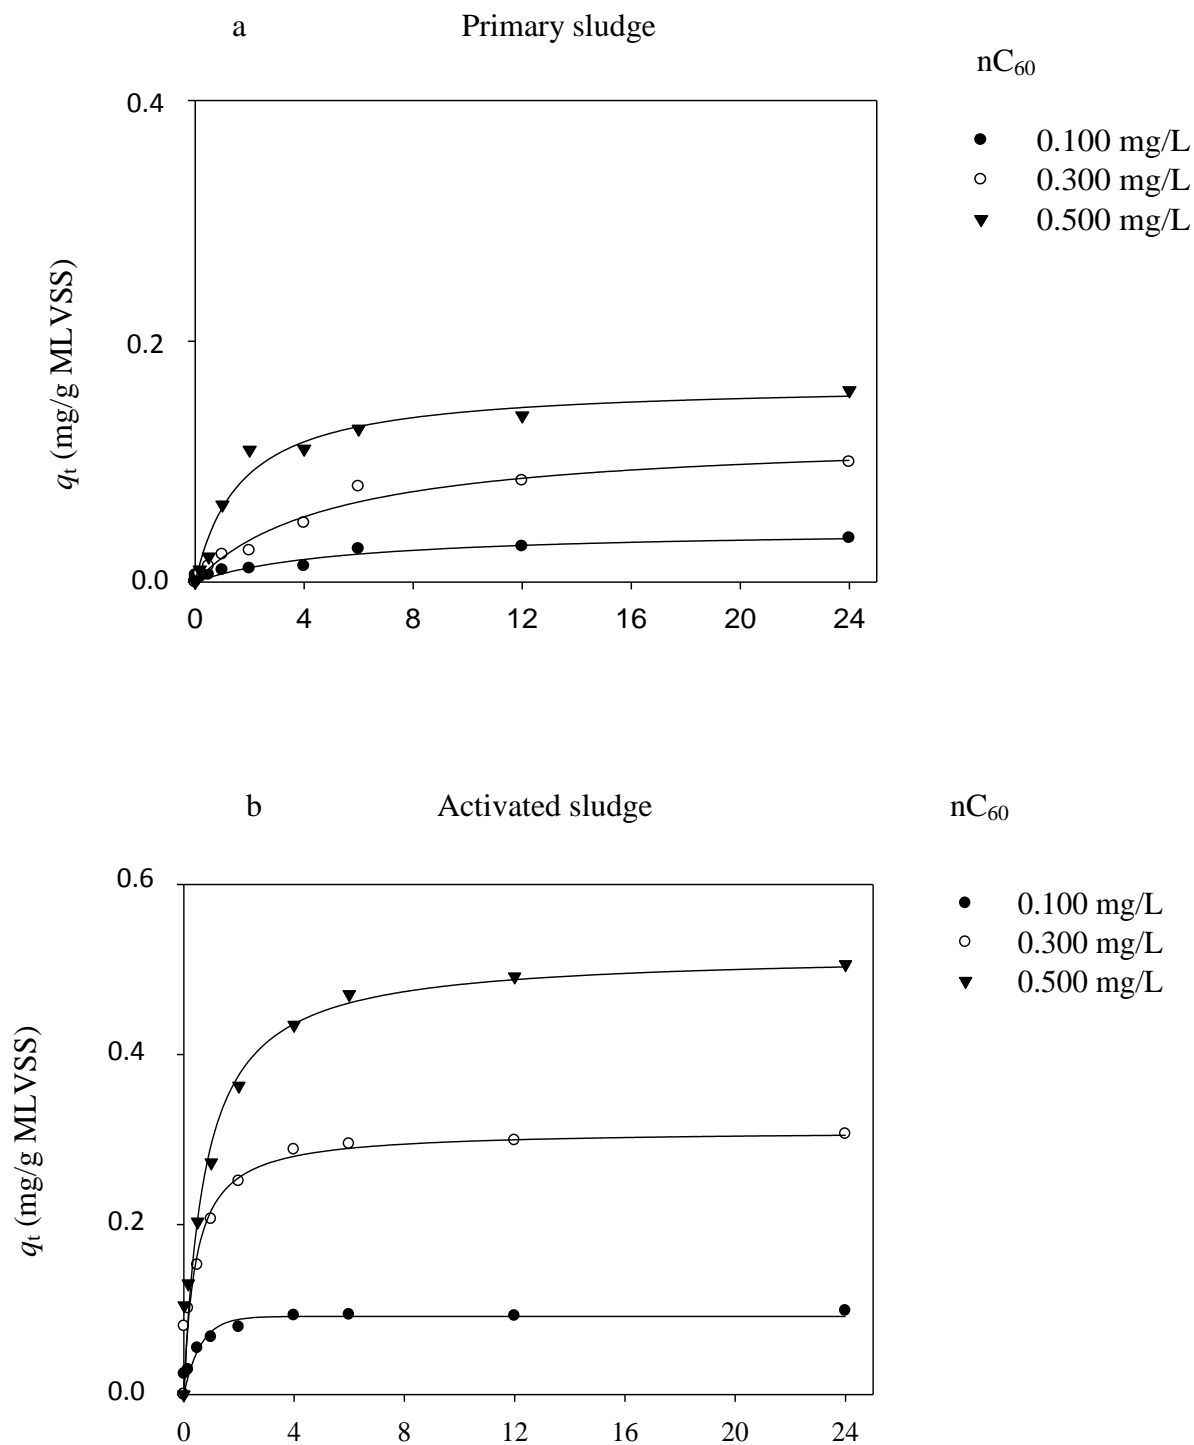 a Primary sludge
nC₆₀
0.100 mg/L
0.300 mg/L
0.500 mg/L
qt (mg/g MLVSS)
0.4
0.2
0.0
0 4 8 12 16 20 24
b Activated sludge nC₆₀
0.100 mg/L
0.300 mg/L
0.500 mg/L
qt (mg/g MLVSS)
0.6
0.4
0.2
0.0
0 4 8 12 16 20 24